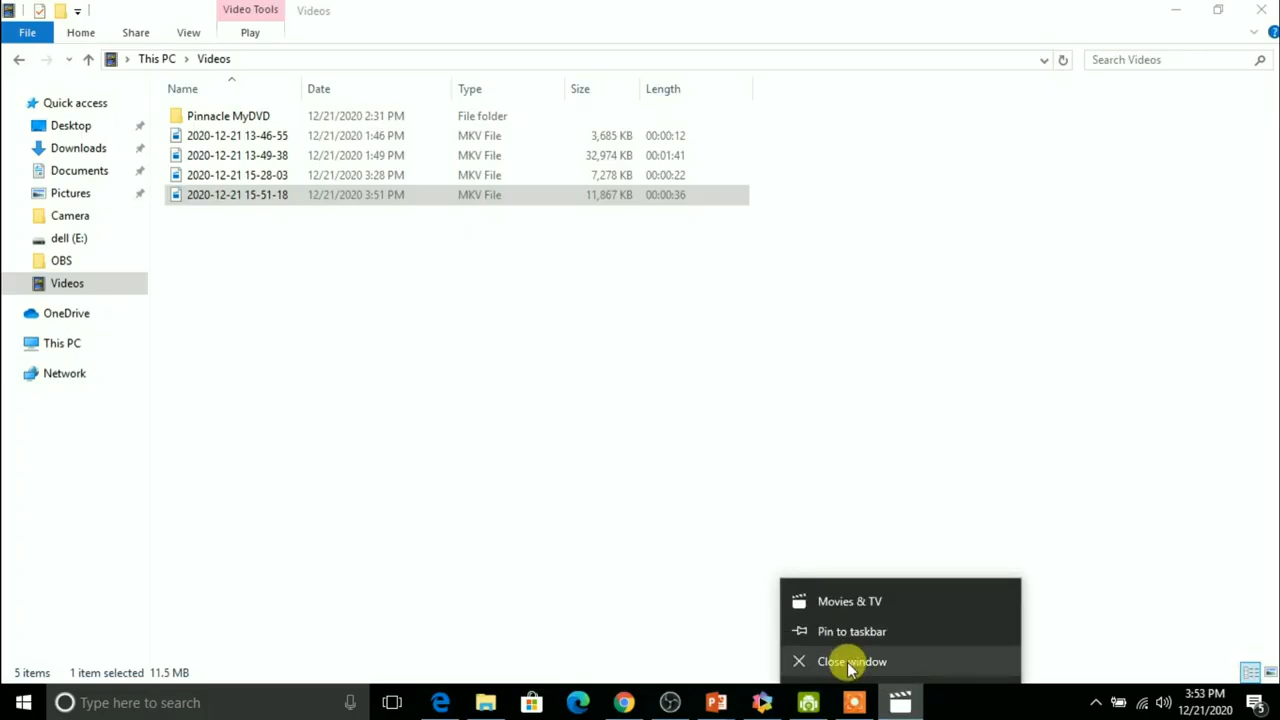 Video Tools Videos
File Home Share View Play
This PC Videos Search Videos
Name Date Type Size Length
Quick access
Desktop
Downloads
Documents
Pictures
Camera
dell (E:)
OBS
Videos
OneDrive
This PC
Network
Pinnacle MyDVD 12/21/2020 2:31 PM File folder
2020-12-21 13-46-55 12/21/2020 1:46 PM MKV File 3,685 KB 00:00:12
2020-12-21 13-49-38 12/21/2020 1:49 PM MKV File 32,974 KB 00:01:41
2020-12-21 15-28-03 12/21/2020 3:28 PM MKV File 7,278 KB 00:00:22
2020-12-21 15-51-18 12/21/2020 3:51 PM MKV File 11,867 KB 00:00:36
Movies & TV
Pin to taskbar
Close window
5 items 1 item selected 11.5 MB
Type here to search
3:53 PM
12/21/2020
5